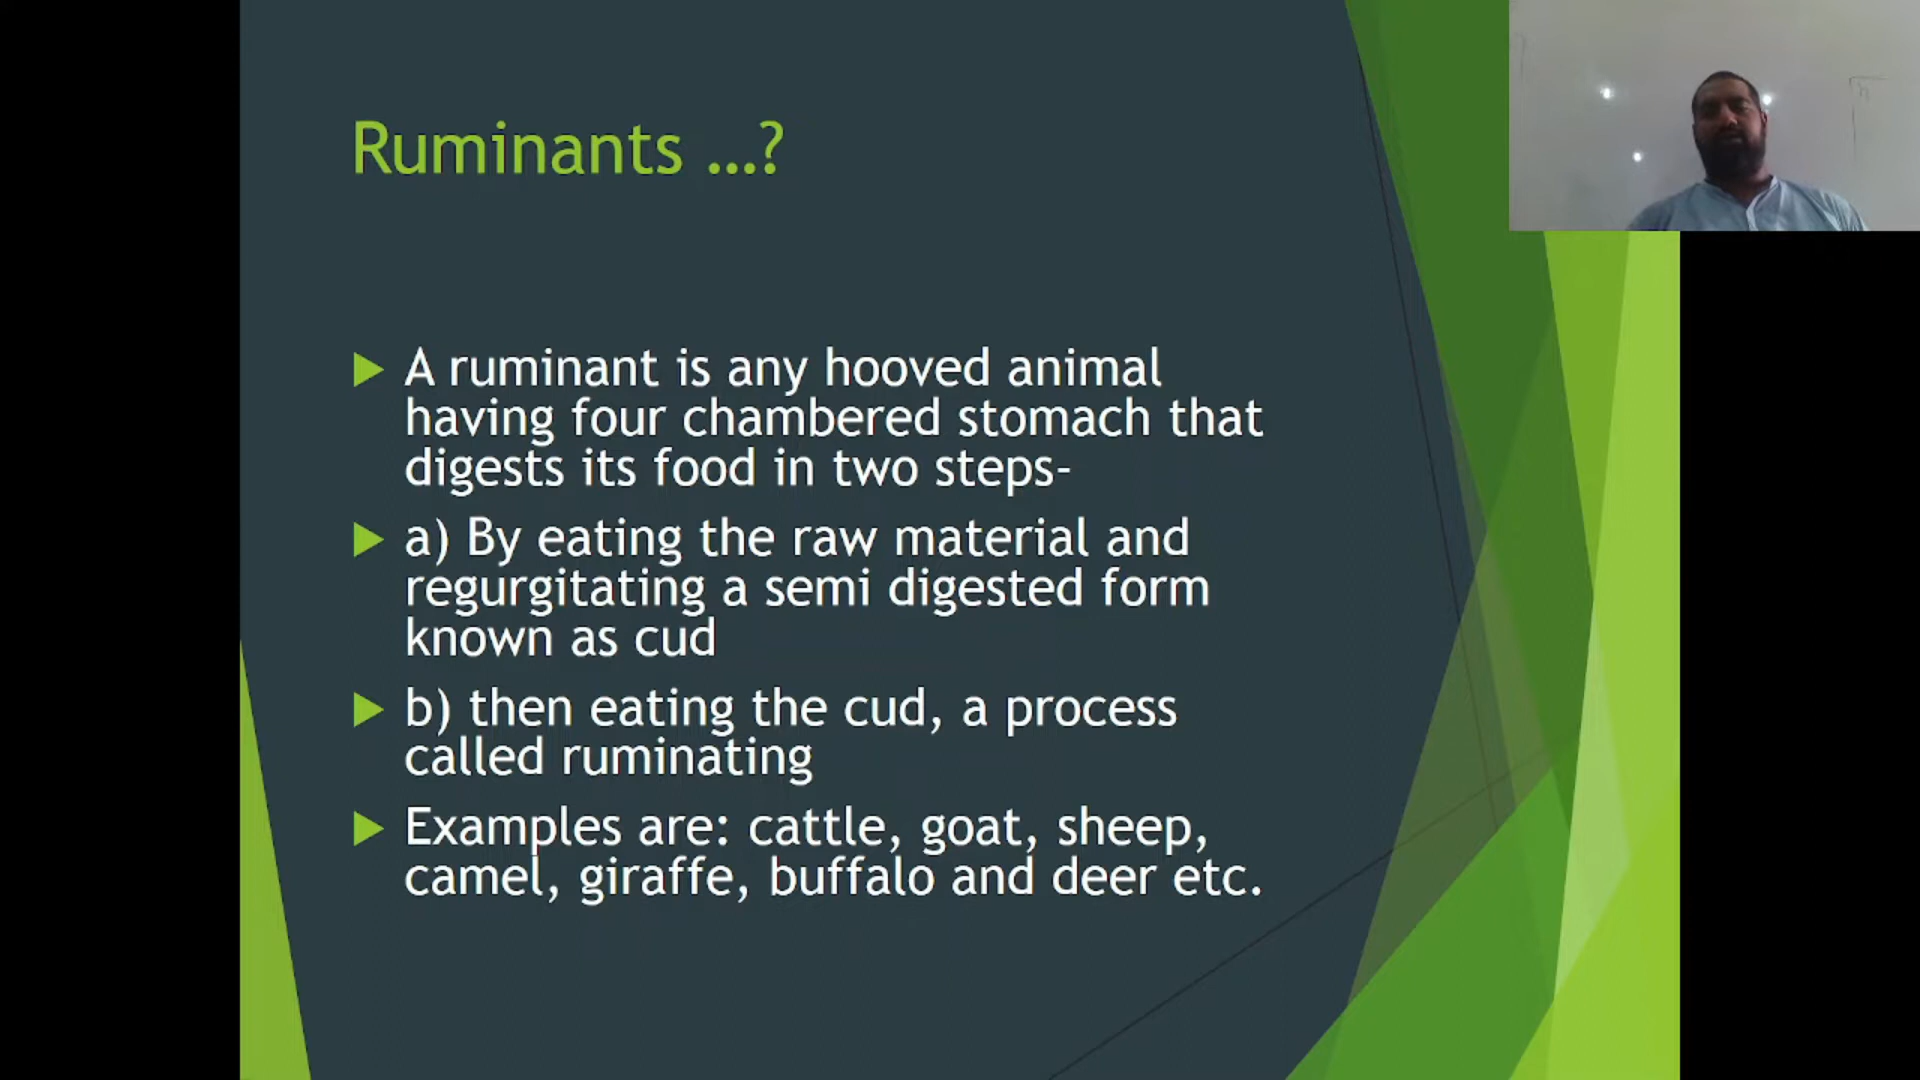 Ruminants ...?
A ruminant is any hooved animal
having four chambered stomach that
digests its food in two steps-
a) By eating the raw material and
regurgitating a semi digested form
known as cud
b) then eating the cud, a process
called ruminating
Examples are: cattle, goat, sheep,
camel, giraffe, buffalo and deer etc.